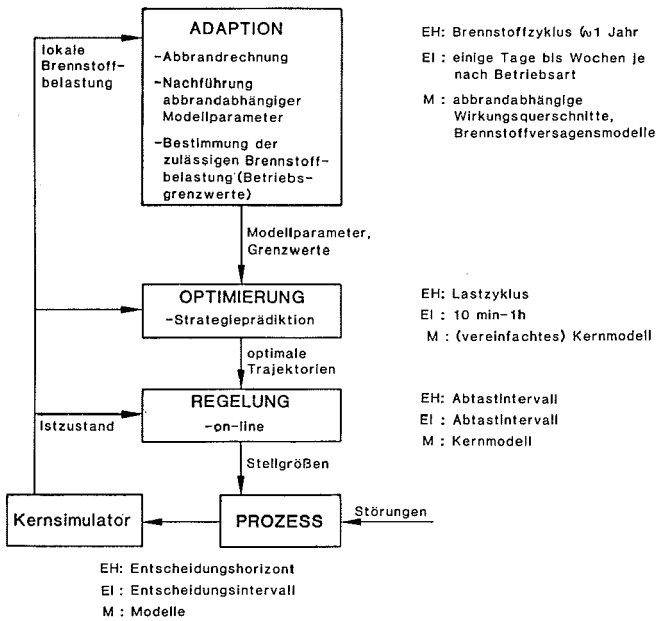 ADAPTION
-Abbrandrechnung
-Nachführung
abbrandabhängiger
Modellparameter
-Bestimmung der
zulässigen Brennstoff-
belastung (Betriebs-
grenzwerte)
lokale
Brennstoff-
belastung
EH: Brennstoffzyklus (∾1 Jahr
EI : einige Tage bis Wochen je
nach Betriebsart
M : abbrandabhängige
Wirkungsquerschnitte,
Brennstoffversagensmodelle
Modellparameter,
Grenzwerte
OPTIMIERUNG
-Strategieprädiktion
EH: Lastzyklus
EI : 10 min-1h
M : (vereinfachtes) Kernmodell
optimale
Trajektorien
REGELUNG
-on-line
Istzustand
EH: Abtastintervall
EI : Abtastintervall
M : Kernmodell
Stellgrößen
Kernsimulator
PROZESS
Störungen
EH: Entscheidungshorizont
EI : Entscheidungsintervall
M : Modelle